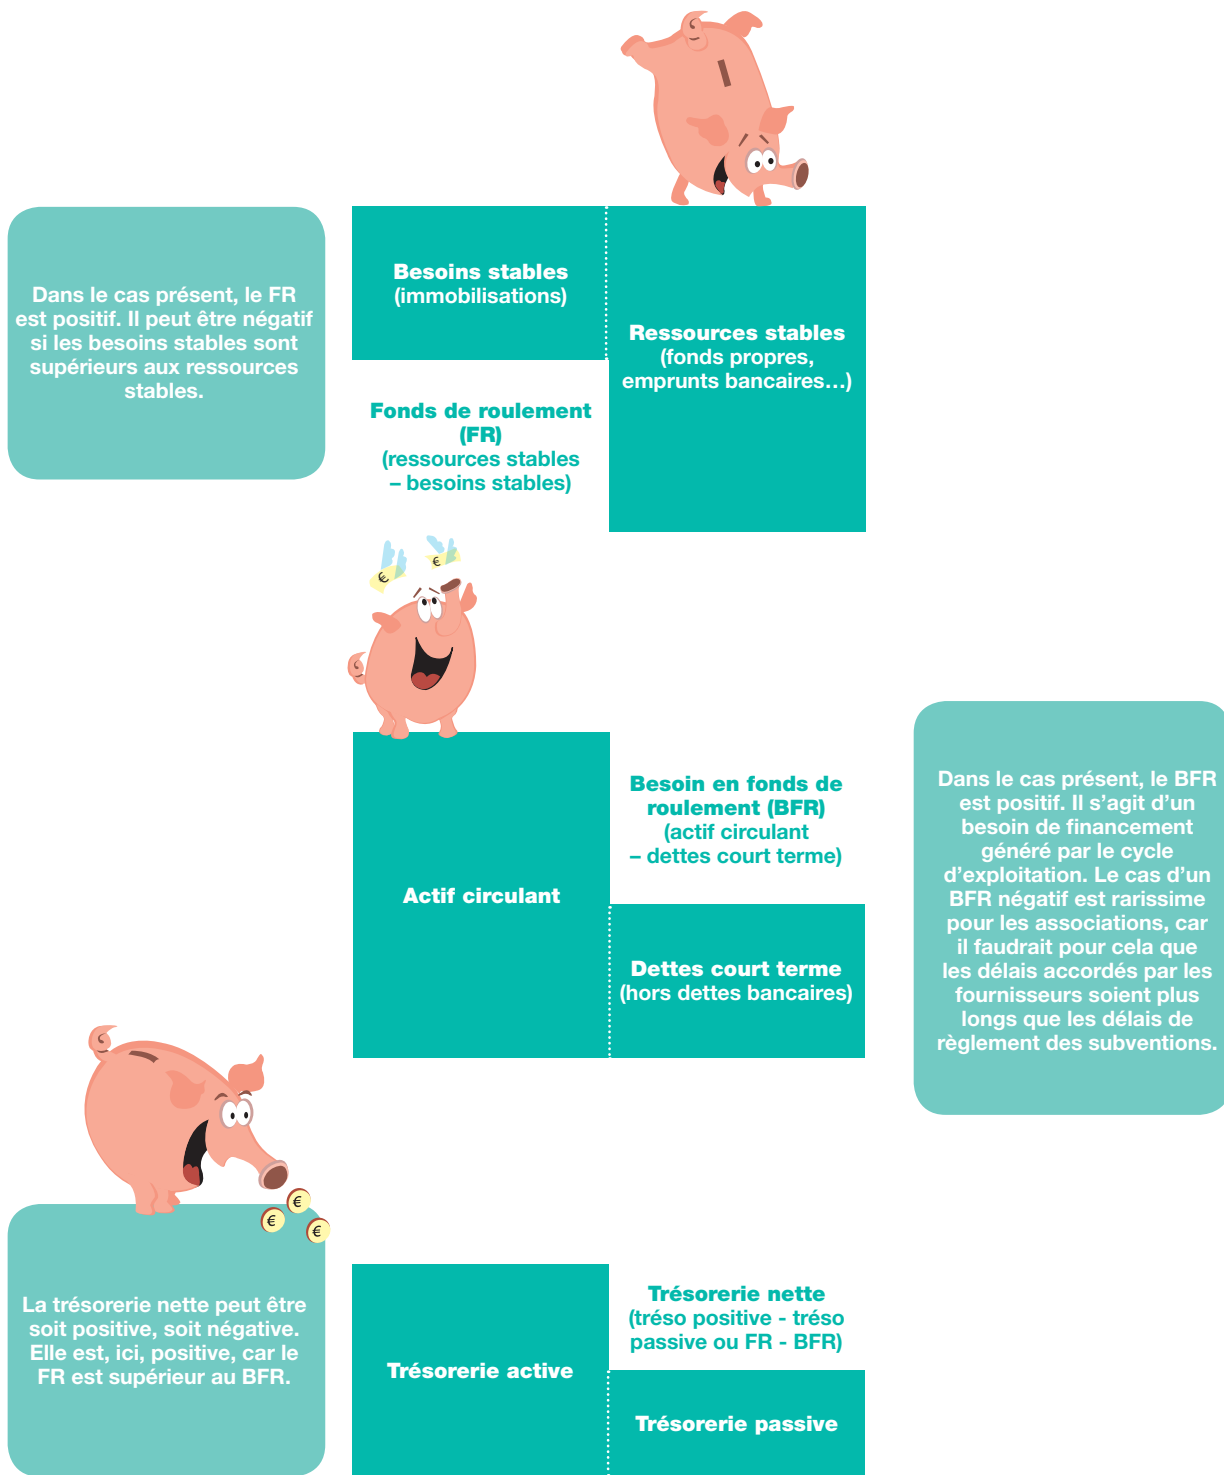 Dans le cas présent, le FR
est positif. Il peut être négatif
si les besoins stables sont
supérieurs aux ressources
stables.
Besoins stables
(immobilisations)
Ressources stables
(fonds propres,
emprunts bancaires…)
Fonds de roulement
(FR)
(ressources stables
– besoins stables)
€
€
Actif circulant
Besoin en fonds de
roulement (BFR)
(actif circulant
– dettes court terme)
Dettes court terme
(hors dettes bancaires)
Dans le cas présent, le BFR
est positif. Il s’agit d’un
besoin de financement
généré par le cycle
d’exploitation. Le cas d’un
BFR négatif est rarissime
pour les associations, car
il faudrait pour cela que
les délais accordés par les
fournisseurs soient plus
longs que les délais de
règlement des subventions.
€
€
€
La trésorerie nette peut être
soit positive, soit négative.
Elle est, ici, positive, car le
FR est supérieur au BFR.
Trésorerie active
Trésorerie nette
(tréso positive - tréso
passive ou FR - BFR)
Trésorerie passive